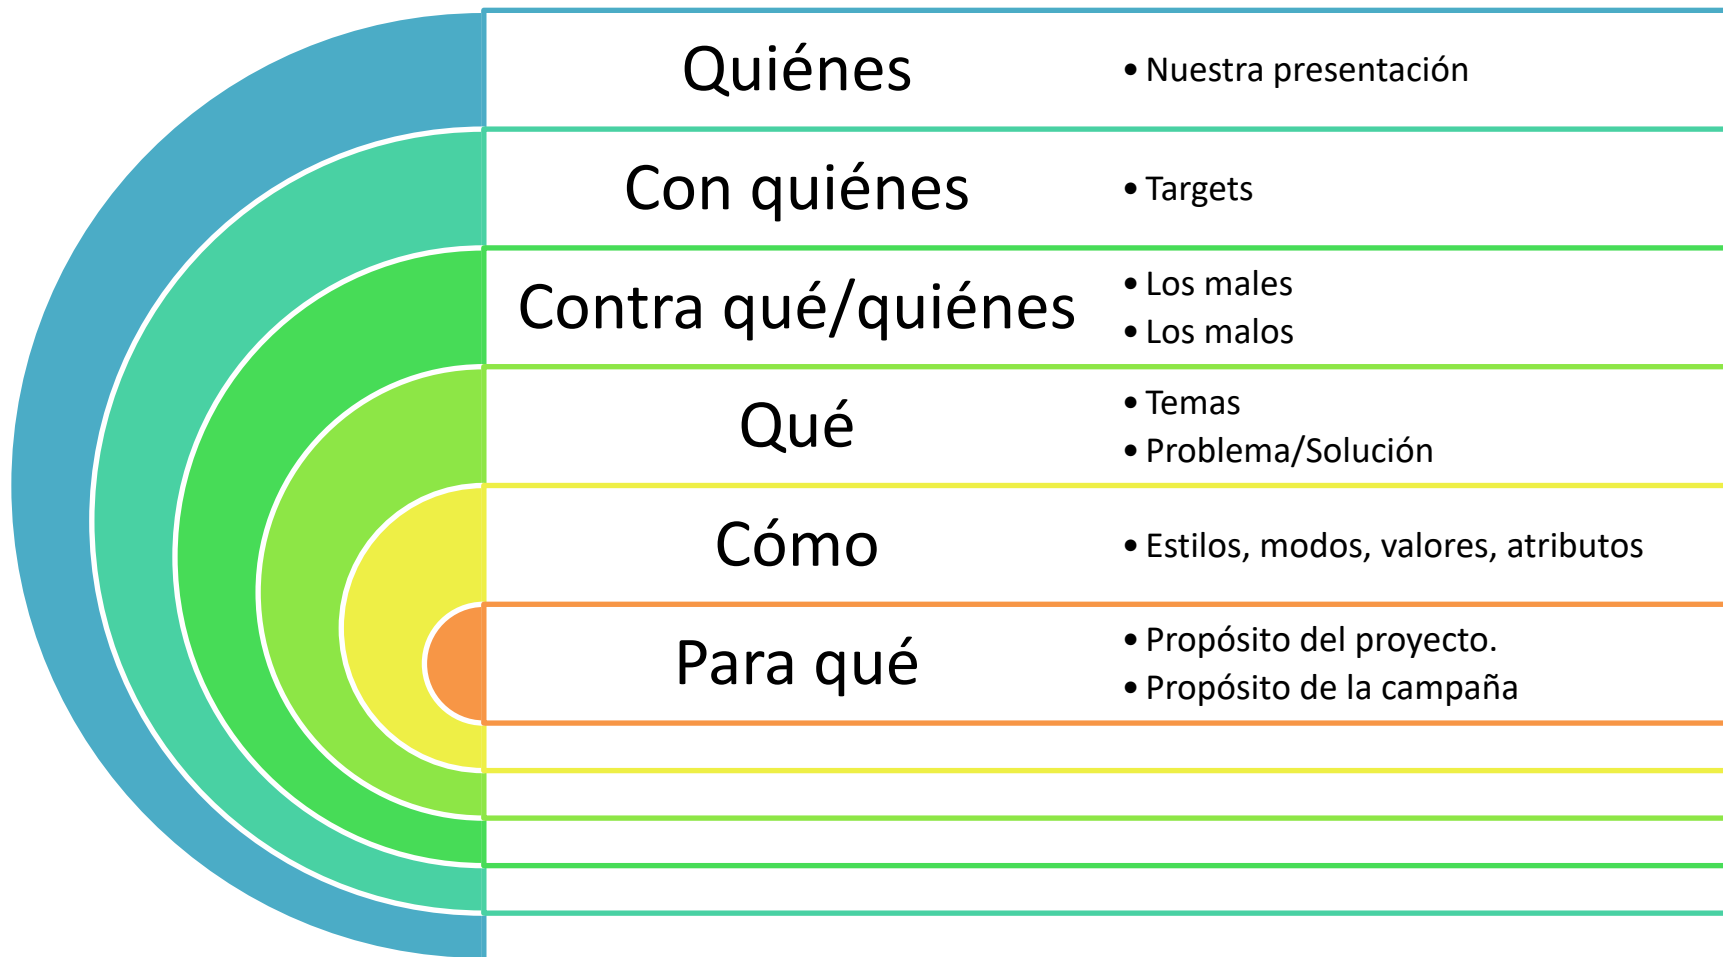 Quiénes
• Nuestra presentación
Con quiénes
• Targets
Contra qué/quiénes
• Los males
• Los malos
Qué
• Temas
• Problema/Solución
Cómo
• Estilos, modos, valores, atributos
Para qué
• Propósito del proyecto.
• Propósito de la campaña